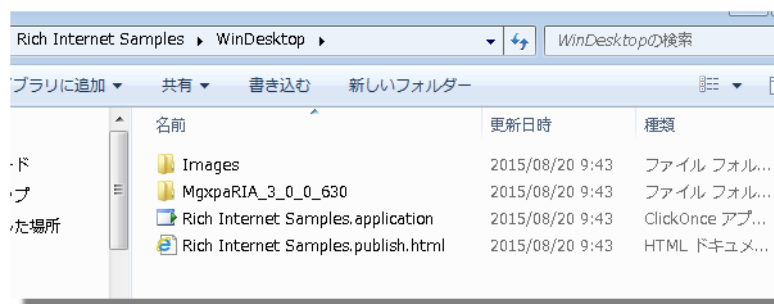 Rich Internet Samples ▸ WinDesktop ▸ WinDesktopの検索
イブラリに追加 ▼ 共有 ▼ 書き込む 新しいフォルダー
名前 更新日時 種類
Images 2015/08/20 9:43 ファイル フォル...
MgxpaRIA_3_0_0_630 2015/08/20 9:43 ファイル フォル...
Rich Internet Samples.application 2015/08/20 9:43 ClickOnce アプ...
Rich Internet Samples.publish.html 2015/08/20 9:43 HTML ドキュメ...
ード
ップ
った場所